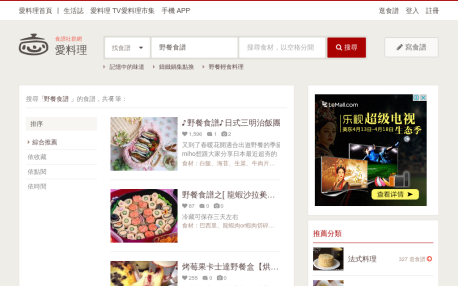 愛料理首頁 | 生活誌 愛料理 TV愛料理市集 手機 APP
逛食譜 登入 註冊
食譜社群網
愛料理
找食譜
野餐食譜
搜尋食材，以空格分開
搜尋
寫食譜
記憶中的味道
鑄鐵鍋集點換
野餐輕食料理
搜尋「野餐食譜」的食譜，共
排序
綜合推薦
依收藏
依點閱
依時間
♪野餐食譜♪日式三明治飯團
1
2
又到了春暖花開適合出遊野餐的季節
miho想跟大家分享日本最近超夯的
食材：白飯、海苔、生菜、牛肉片…
野餐食譜之[ 龍蝦沙拉羹…
87
0
0
冷藏可保存三天左右
食材：巴西里、龍蝦肉or蝦肉切碎…
烤莓果卡士達野餐盒【烘…
255
3
0
LeMall.com
乐视超级电视
美东4月13日-4月18日
生态季
查看详情
推薦分類
法式料理
327 道食譜